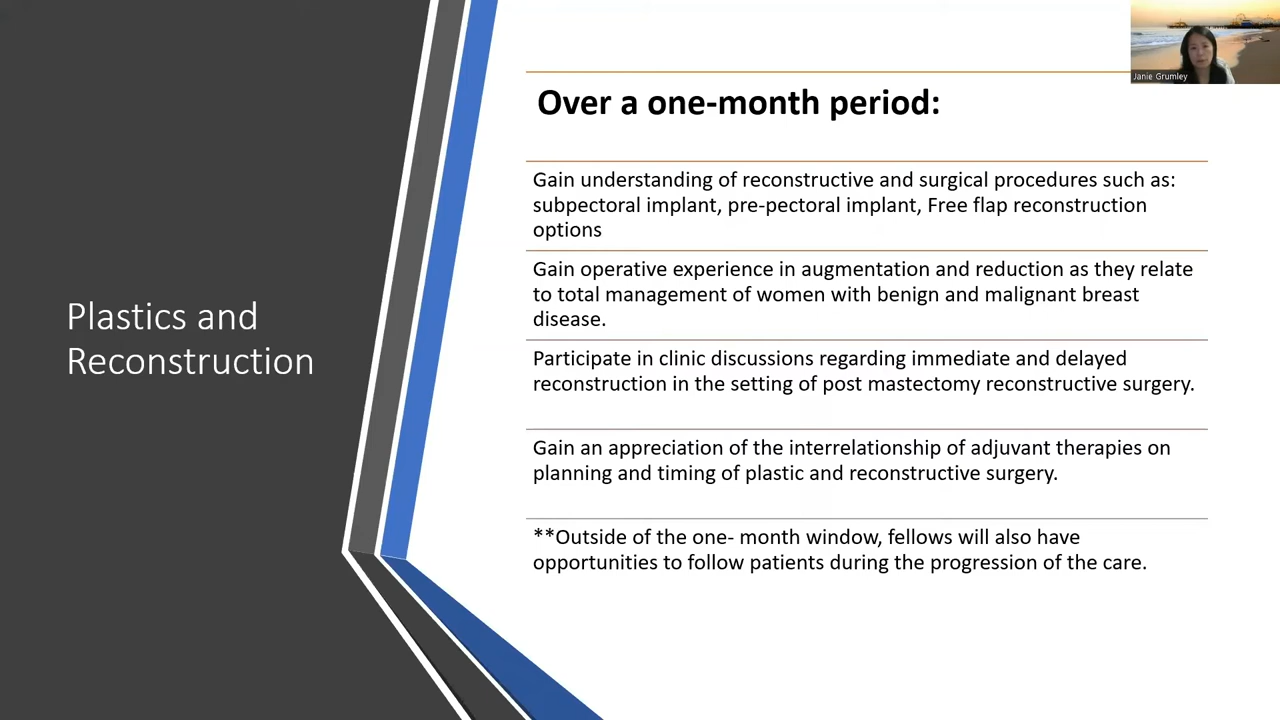 Plastics and
Reconstruction
Over a one-month period:
Gain understanding of reconstructive and surgical procedures such as:
subpectoral implant, pre-pectoral implant, Free flap reconstruction
options
Gain operative experience in augmentation and reduction as they relate
to total management of women with benign and malignant breast
disease.
Participate in clinic discussions regarding immediate and delayed
reconstruction in the setting of post mastectomy reconstructive surgery.
Gain an appreciation of the interrelationship of adjuvant therapies on
planning and timing of plastic and reconstructive surgery.
**Outside of the one- month window, fellows will also have
opportunities to follow patients during the progression of the care.
Janie Grumley